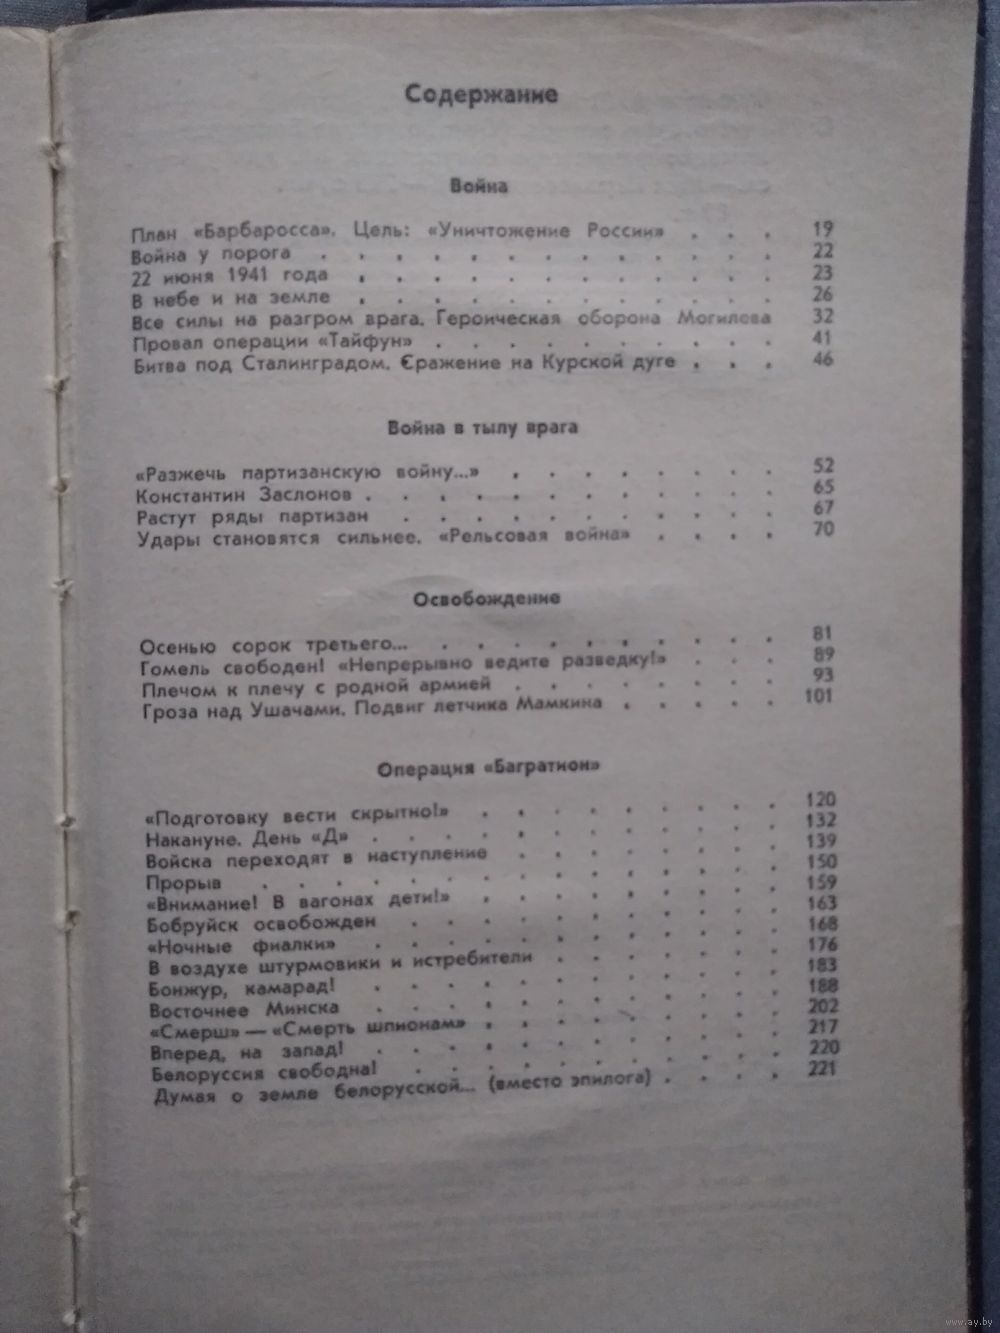 Содержание
Война
План «Барбаросса». Цель: «Уничтожение России» . . . 19
Война у порога . . . . . . . . . . . . . 22
22 июня 1941 года . . . . . . . . . . . . 23
В небе и на земле . . . . . . . . . . . . 26
Все силы на разгром врага. Героическая оборона Могилева 32
Провал операции «Тайфун» . . . . . . . . . . 41
Битва под Сталинградом. Єражение на Курской дуге . . . 46
Война в тылу врага
«Разжечь партизанскую войну...» . . . . . . . . 52
Константин Заслонов . . . . . . . . . . . . 65
Растут ряды партизан . . . . . . . . . . . 67
Удары становятся сильнее. «Рельсовая война» . . . . 70
Освобождение
Осенью сорок третьего... . . . . . . . . . . 81
Гомель свободен! «Непрерывно ведите разведку!» . . . 89
Плечом к плечу с родной армией . . . . . . . . 93
Гроза над Ушачами. Подвиг летчика Мамкина . . . . . 101
Операция «Багратион»
«Подготовку вести скрытно!» . . . . . . . . . 120
Накануне. День «Д» . . . . . . . . . . . . 132
Войска переходят в наступление . . . . . . . . 139
Прорыв . . . . . . . . . . . . . . . 150
«Внимание! В вагонах дети!» . . . . . . . . . 159
Бобруйск освобожден . . . . . . . . . . . 163
«Ночные фиалки» . . . . . . . . . . . . 168
В воздухе штурмовики и истребители . . . . . . . 176
Бонжур, камарад! . . . . . . . . . . . . 183
Восточнее Минска . . . . . . . . . . . . 188
«Смерш» — «Смерть шпионам» . . . . . . . . . 202
Вперед, на запад! . . . . . . . . . . . . 217
Белоруссия свободна! . . . . . . . . . . . 220
Думая о земле белорусской... (вместо эпилога) . . . . 221
www.ay.by